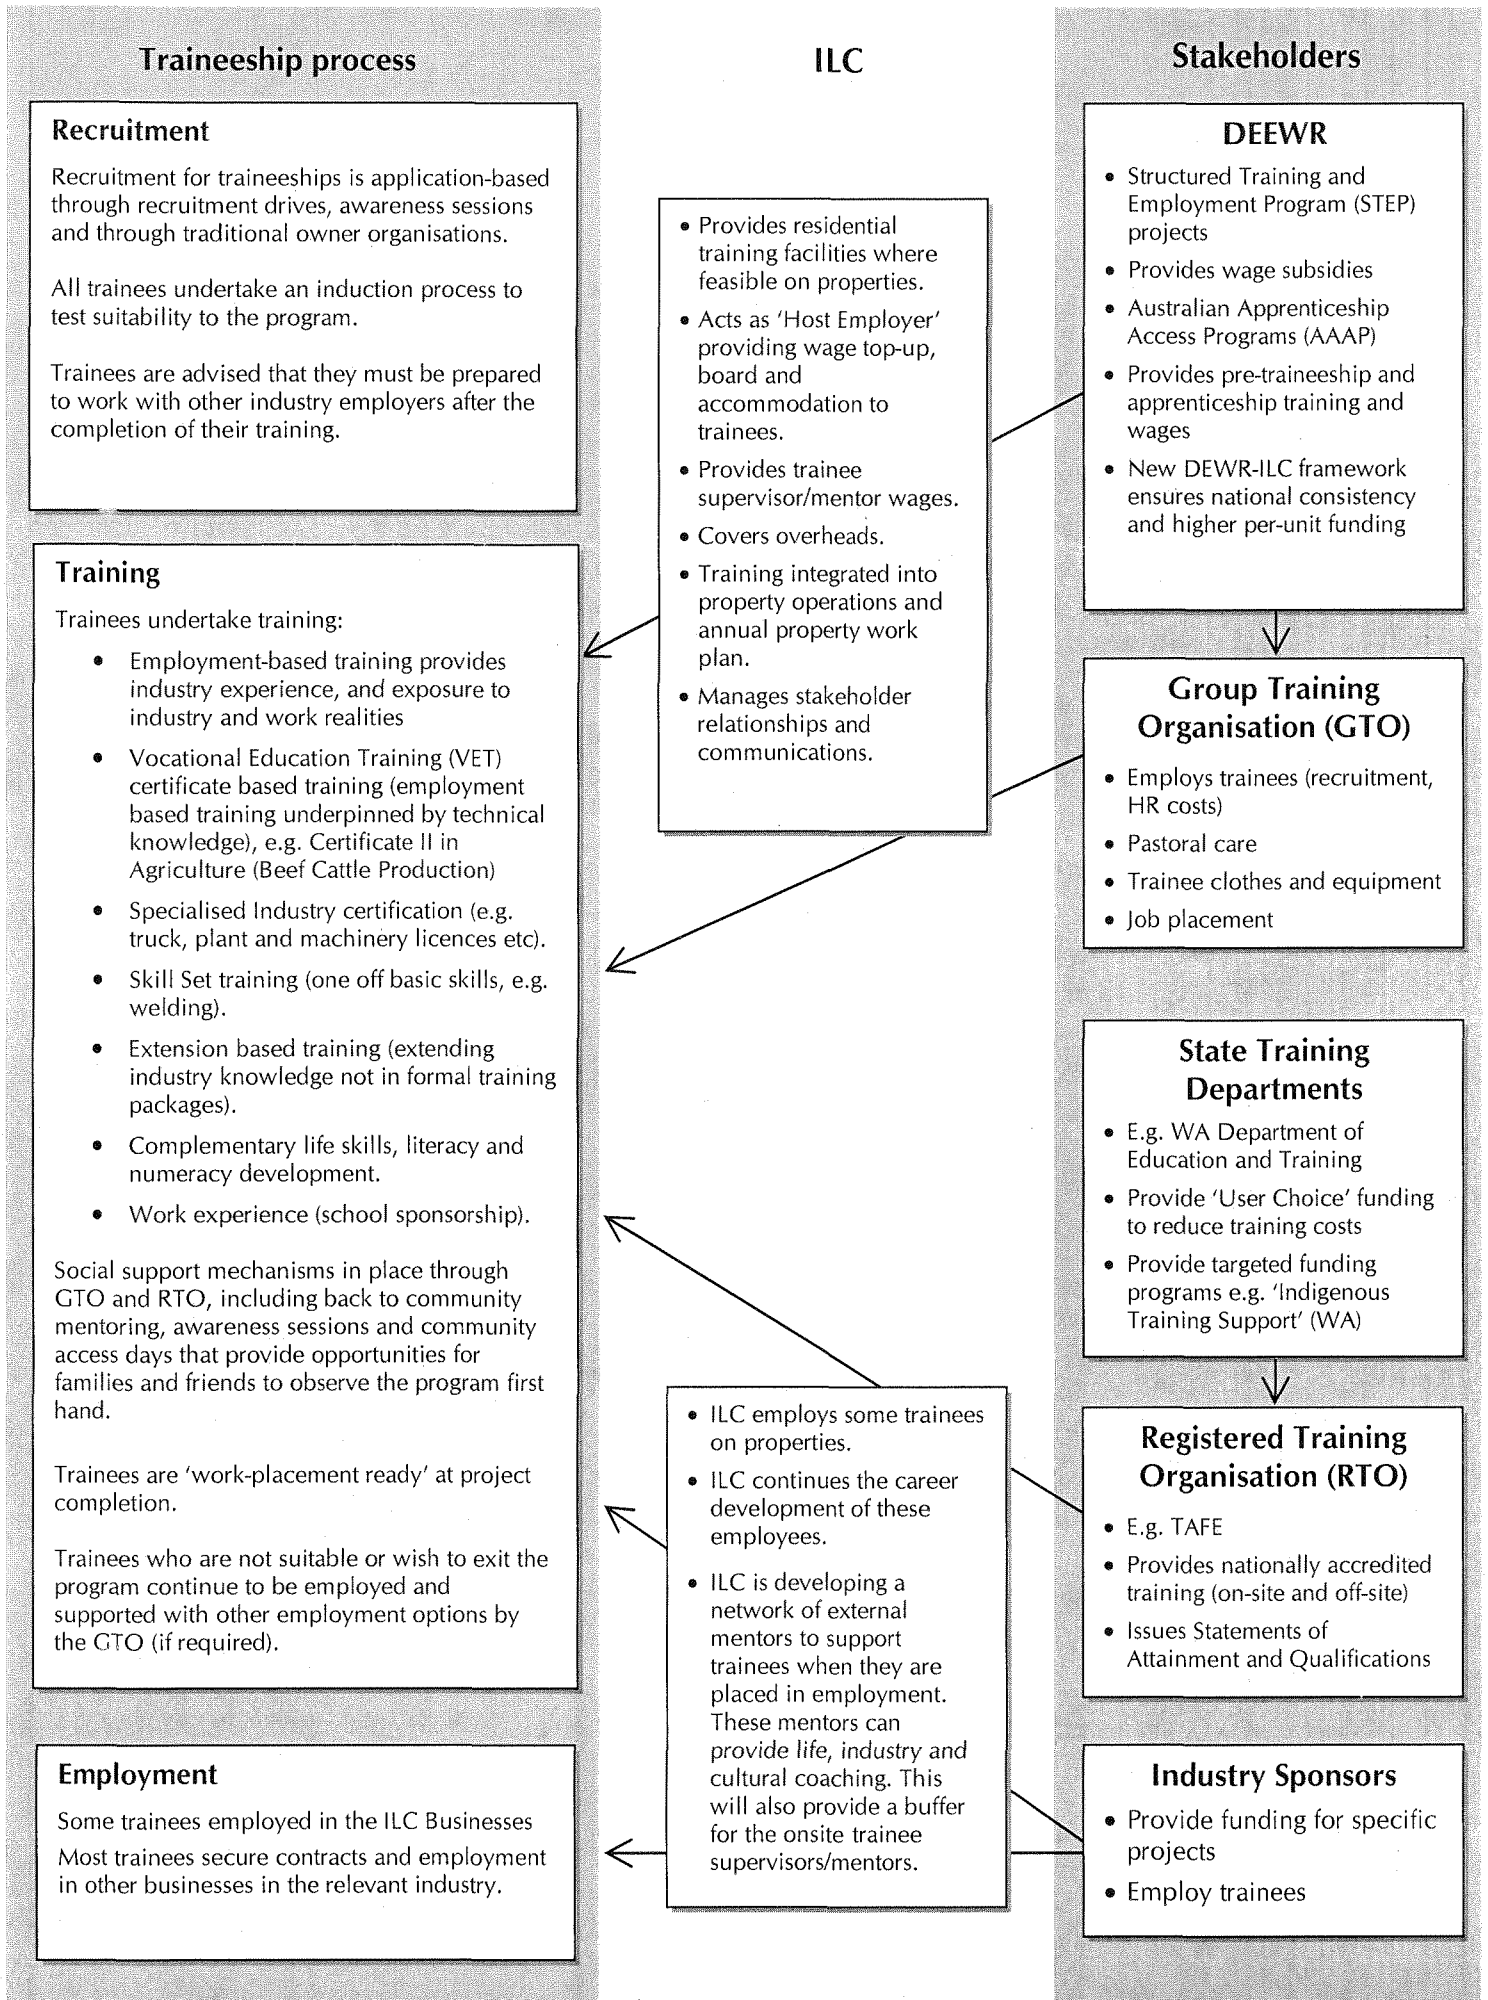 Traineeship process
Recruitment
Recruitment for traineeships is application-based
through recruitment drives, awareness sessions
and through traditional owner organisations.
All trainees undertake an induction process to
test suitability to the program.
Trainees are advised that they must be prepared
to work with other industry employers after the
completion of their training.
Training
Trainees undertake training:
• Employment-based training provides
industry experience, and exposure to
industry and work realities
• Vocational Education Training (VET)
certificate based training (employment
based training underpinned by technical
knowledge), e.g. Certificate II in
Agriculture (Beef Cattle Production)
• Specialised Industry certification (e.g.
truck, plant and machinery licences etc).
• Skill Set training (one off basic skills, e.g.
welding).
• Extension based training (extending
industry knowledge not in formal training
packages).
• Complementary life skills, literacy and
numeracy development.
• Work experience (school sponsorship).
Social support mechanisms in place through
GTO and RTO, including back to community
mentoring, awareness sessions and community
access days that provide opportunities for
families and friends to observe the program first
hand.
Trainees are 'work-placement ready' at project
completion.
Trainees who are not suitable or wish to exit the
program continue to be employed and
supported with other employment options by
the GTO (if required).
Employment
Some trainees employed in the ILC Businesses
Most trainees secure contracts and employment
in other businesses in the relevant industry.
ILC
• Provides residential
training facilities where
feasible on properties.
• Acts as 'Host Employer'
providing wage top-up,
board and
accommodation to
trainees.
• Provides trainee
supervisor/mentor wages.
• Covers overheads.
• Training integrated into
property operations and
annual property work
plan.
• Manages stakeholder
relationships and
communications.
• ILC employs some trainees
on properties.
• ILC continues the career
development of these
employees.
• ILC is developing a
network of external
mentors to support
trainees when they are
placed in employment.
These mentors can
provide life, industry and
cultural coaching. This
will also provide a buffer
for the onsite trainee
supervisors/mentors.
Stakeholders
DEEWR
• Structured Training and
Employment Program (STEP)
projects
• Provides wage subsidies
• Australian Apprenticeship
Access Programs (AAAP)
• Provides pre-traineeship and
apprenticeship training and
wages
• New DEWR-ILC framework
ensures national consistency
and higher per-unit funding
Group Training
Organisation (GTO)
• Employs trainees (recruitment,
HR costs)
• Pastoral care
• Trainee clothes and equipment
• Job placement
State Training
Departments
• E.g. WA Department of
Education and Training
• Provide 'User Choice' funding
to reduce training costs
• Provide targeted funding
programs e.g. 'Indigenous
Training Support' (WA)
Registered Training
Organisation (RTO)
• E.g. TAFE
• Provides nationally accredited
training (on-site and off-site)
• Issues Statements of
Attainment and Qualifications
Industry Sponsors
• Provide funding for specific
projects
• Employ trainees